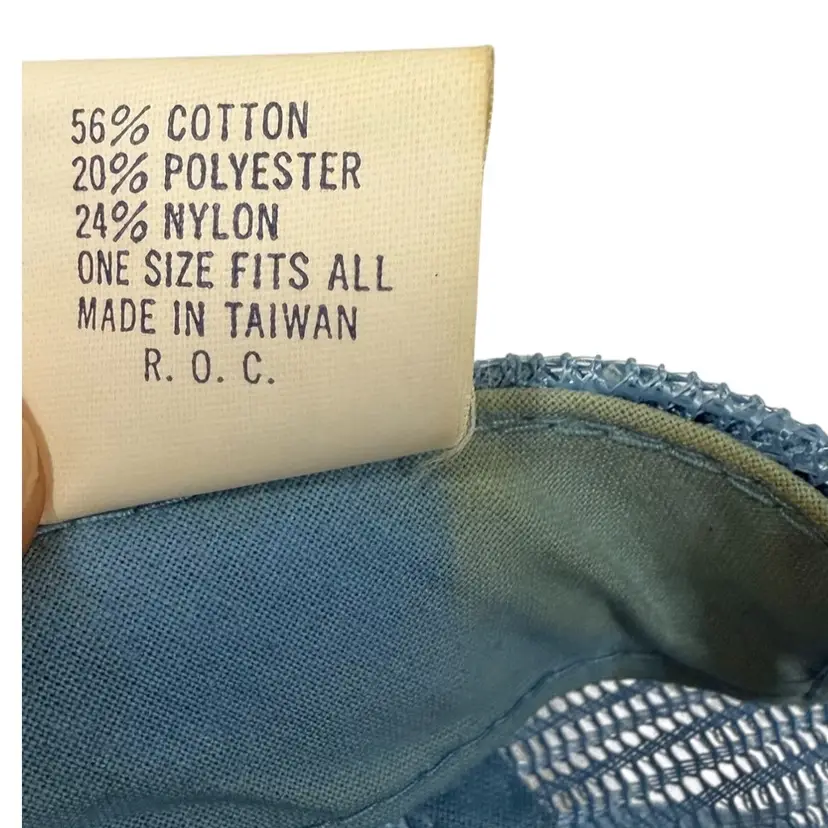 56% COTTON
20% POLYESTER
24% NYLON
ONE SIZE FITS ALL
MADE IN TAIWAN
R. O. C.